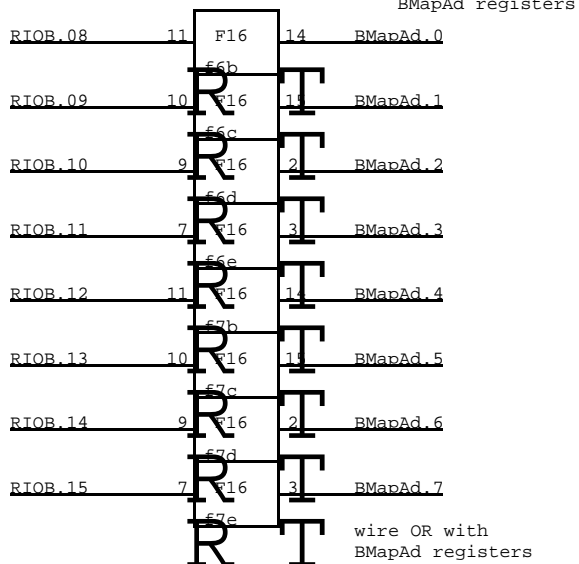 BMapAd registers
RIOB.08 11 F16 14 BMapAd.0
f6b
R T
RIOB.09 10 F16 15 BMapAd.1
f6c
R T
RIOB.10 9 F16 2 BMapAd.2
f6d
R T
RIOB.11 7 F16 3 BMapAd.3
f6e
R T
RIOB.12 11 F16 14 BMapAd.4
f7b
R T
RIOB.13 10 F16 15 BMapAd.5
f7c
R T
RIOB.14 9 F16 2 BMapAd.6
f7d
R T
RIOB.15 7 F16 3 BMapAd.7
f7e
R T
wire OR with
BMapAd registers